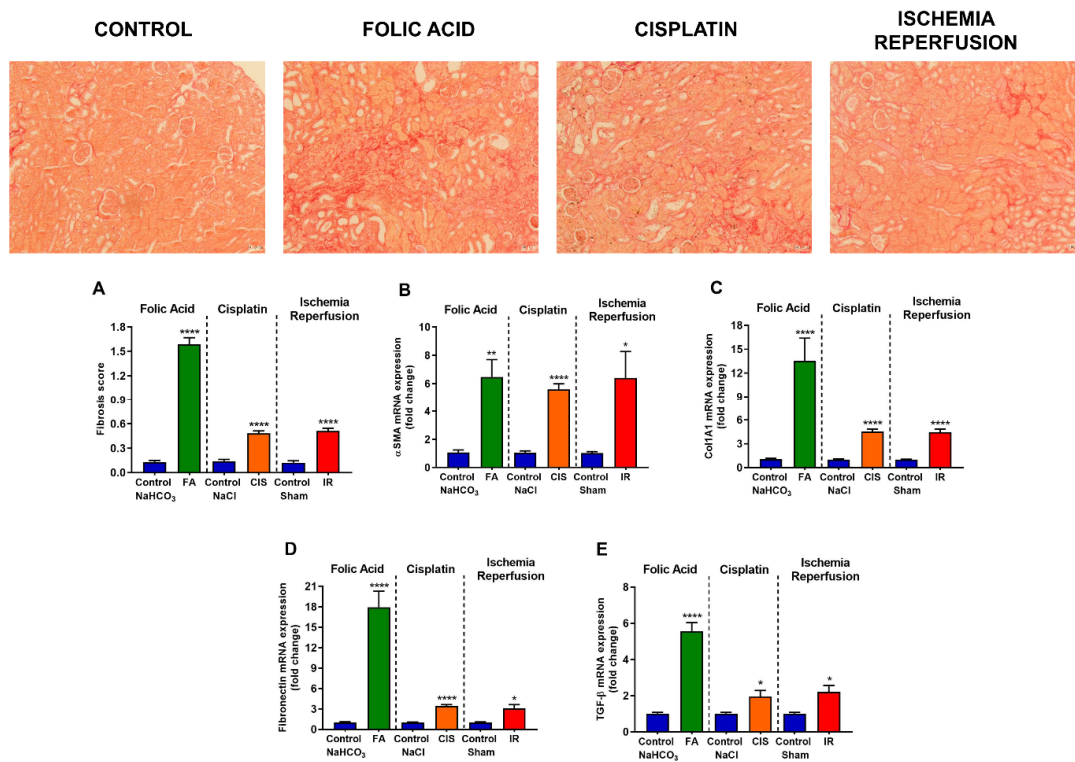 CONTROL
FOLIC ACID
CISPLATIN
ISCHEMIA
REPERFUSION
A
Folic Acid
Cisplatin
Ischemia
Reperfusion
Fibrosis score
1.8
1.5
1.2
0.9
0.6
0.3
0.0
****
****
****
Control FA Control CIS Control IR
NaHCO₃ NaCl Sham
B
Folic Acid
Cisplatin
Ischemia
Reperfusion
αSMA mRNA expression
(fold change)
10
8
6
4
2
0
**
****
*
Control FA Control CIS Control IR
NaHCO₃ NaCl Sham
C
Folic Acid
Cisplatin
Ischemia
Reperfusion
Col1A1 mRNA expression
(fold change)
18
15
12
9
6
3
0
****
****
****
Control FA Control CIS Control IR
NaHCO₃ NaCl Sham
D
Folic Acid
Cisplatin
Ischemia
Reperfusion
Fibronectin mRNA expression
(fold change)
21
18
15
12
9
6
3
0
****
****
*
Control FA Control CIS Control IR
NaHCO₃ NaCl Sham
E
Folic Acid
Cisplatin
Ischemia
Reperfusion
TGF-β mRNA expression
(fold change)
8
6
4
2
0
****
*
*
Control FA Control CIS Control IR
NaHCO₃ NaCl Sham